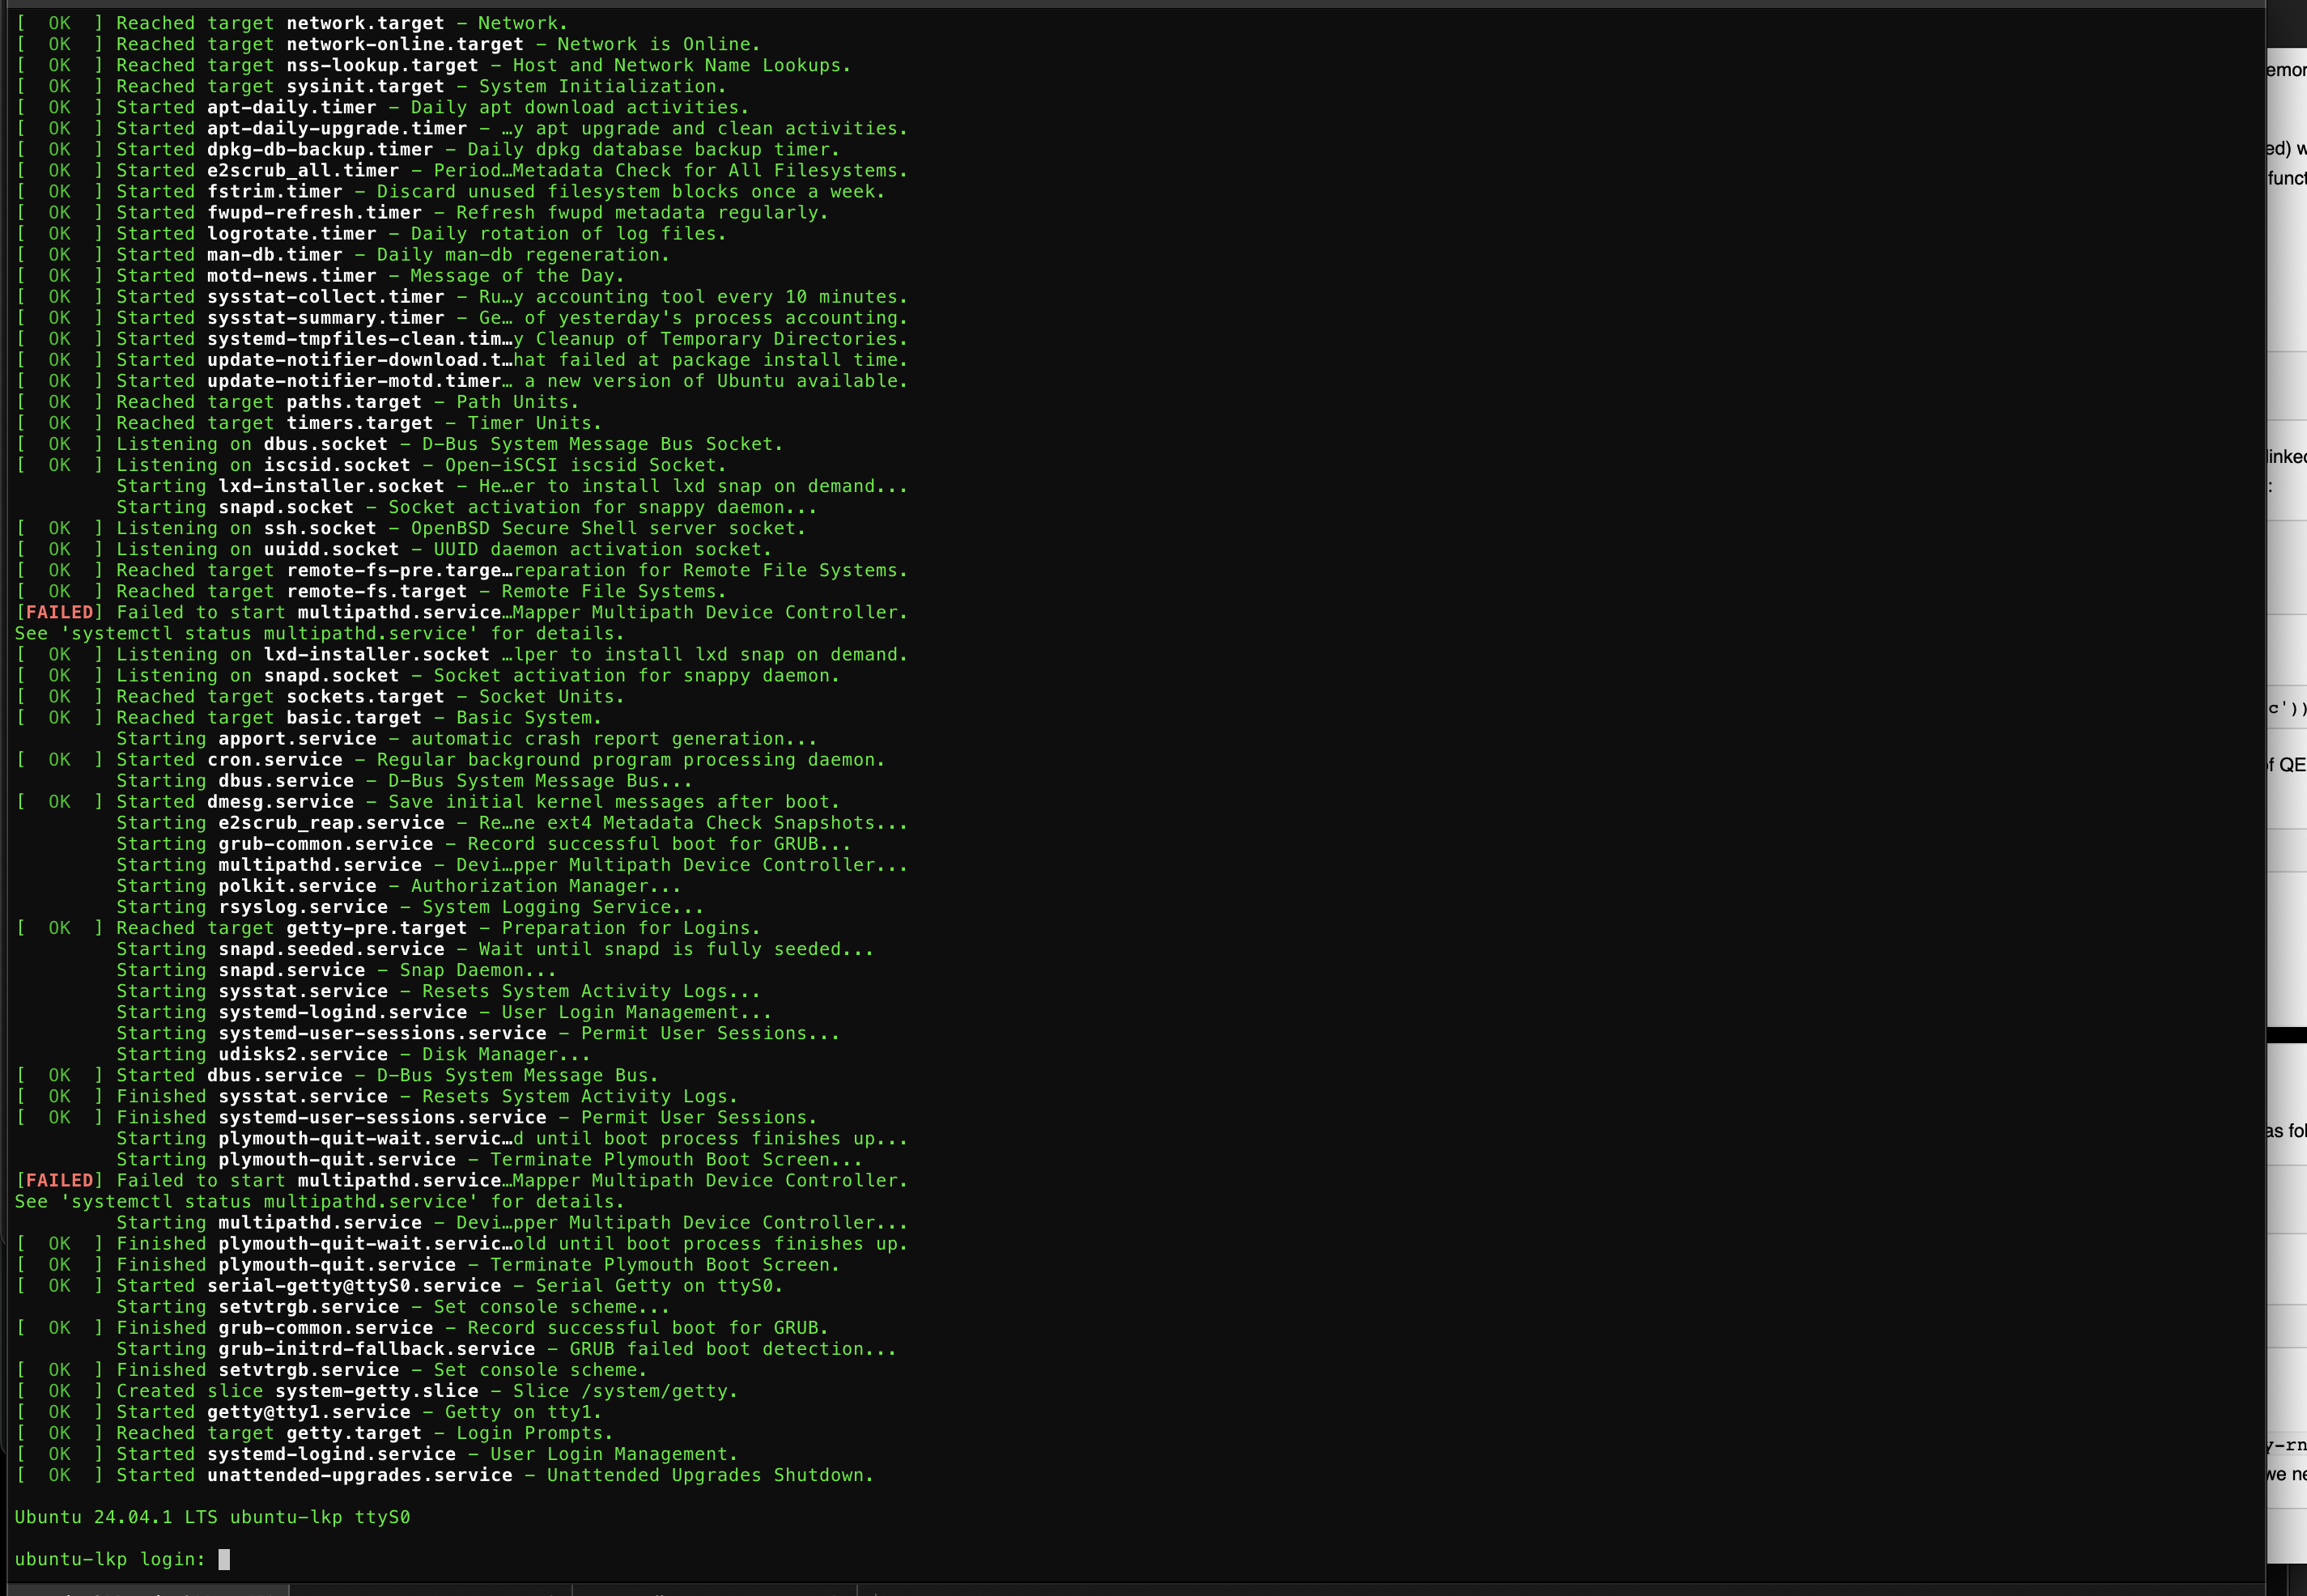 [  OK  ] Reached target network.target – Network.
[  OK  ] Reached target network-online.target – Network is Online.
[  OK  ] Reached target nss-lookup.target – Host and Network Name Lookups.
[  OK  ] Reached target sysinit.target – System Initialization.
[  OK  ] Started apt-daily.timer – Daily apt download activities.
[  OK  ] Started apt-daily-upgrade.timer – …y apt upgrade and clean activities.
[  OK  ] Started dpkg-db-backup.timer – Daily dpkg database backup timer.
[  OK  ] Started e2scrub_all.timer – Period…Metadata Check for All Filesystems.
[  OK  ] Started fstrim.timer – Discard unused filesystem blocks once a week.
[  OK  ] Started fwupd-refresh.timer – Refresh fwupd metadata regularly.
[  OK  ] Started logrotate.timer – Daily rotation of log files.
[  OK  ] Started man-db.timer – Daily man-db regeneration.
[  OK  ] Started motd-news.timer – Message of the Day.
[  OK  ] Started sysstat-collect.timer – Ru…y accounting tool every 10 minutes.
[  OK  ] Started sysstat-summary.timer – Ge… of yesterday's process accounting.
[  OK  ] Started systemd-tmpfiles-clean.tim…y Cleanup of Temporary Directories.
[  OK  ] Started update-notifier-download.t…hat failed at package install time.
[  OK  ] Started update-notifier-motd.timer… a new version of Ubuntu available.
[  OK  ] Reached target paths.target – Path Units.
[  OK  ] Reached target timers.target – Timer Units.
[  OK  ] Listening on dbus.socket – D-Bus System Message Bus Socket.
[  OK  ] Listening on iscsid.socket – Open-iSCSI iscsid Socket.
Starting lxd-installer.socket – He…er to install lxd snap on demand...
Starting snapd.socket – Socket activation for snappy daemon...
[  OK  ] Listening on ssh.socket – OpenBSD Secure Shell server socket.
[  OK  ] Listening on uuidd.socket – UUID daemon activation socket.
[  OK  ] Reached target remote-fs-pre.targe…reparation for Remote File Systems.
[  OK  ] Reached target remote-fs.target – Remote File Systems.
[FAILED] Failed to start multipathd.service…Mapper Multipath Device Controller.
See 'systemctl status multipathd.service' for details.
[  OK  ] Listening on lxd-installer.socket …lper to install lxd snap on demand.
[  OK  ] Listening on snapd.socket – Socket activation for snappy daemon.
[  OK  ] Reached target sockets.target – Socket Units.
[  OK  ] Reached target basic.target – Basic System.
Starting apport.service – automatic crash report generation...
[  OK  ] Started cron.service – Regular background program processing daemon.
Starting dbus.service – D-Bus System Message Bus...
[  OK  ] Started dmesg.service – Save initial kernel messages after boot.
Starting e2scrub_reap.service – Re…ne ext4 Metadata Check Snapshots...
Starting grub-common.service – Record successful boot for GRUB...
Starting multipathd.service – Devi…pper Multipath Device Controller...
Starting polkit.service – Authorization Manager...
Starting rsyslog.service – System Logging Service...
[  OK  ] Reached target getty-pre.target – Preparation for Logins.
Starting snapd.seeded.service – Wait until snapd is fully seeded...
Starting snapd.service – Snap Daemon...
Starting sysstat.service – Resets System Activity Logs...
Starting systemd-logind.service – User Login Management...
Starting systemd-user-sessions.service – Permit User Sessions...
Starting udisks2.service – Disk Manager...
[  OK  ] Started dbus.service – D-Bus System Message Bus.
[  OK  ] Finished sysstat.service – Resets System Activity Logs.
[  OK  ] Finished systemd-user-sessions.service – Permit User Sessions.
Starting plymouth-quit-wait.servic…d until boot process finishes up...
Starting plymouth-quit.service – Terminate Plymouth Boot Screen...
[FAILED] Failed to start multipathd.service…Mapper Multipath Device Controller.
See 'systemctl status multipathd.service' for details.
Starting multipathd.service – Devi…pper Multipath Device Controller...
[  OK  ] Finished plymouth-quit-wait.servic…old until boot process finishes up.
[  OK  ] Finished plymouth-quit.service – Terminate Plymouth Boot Screen.
[  OK  ] Started serial-getty@ttyS0.service – Serial Getty on ttyS0.
Starting setvtrgb.service – Set console scheme...
[  OK  ] Finished grub-common.service – Record successful boot for GRUB.
Starting grub-initrd-fallback.service – GRUB failed boot detection...
[  OK  ] Finished setvtrgb.service – Set console scheme.
[  OK  ] Created slice system-getty.slice – Slice /system/getty.
[  OK  ] Started getty@tty1.service – Getty on tty1.
[  OK  ] Reached target getty.target – Login Prompts.
[  OK  ] Started systemd-logind.service – User Login Management.
[  OK  ] Started unattended-upgrades.service – Unattended Upgrades Shutdown.
Ubuntu 24.04.1 LTS ubuntu-lkp ttyS0
ubuntu-lkp login: